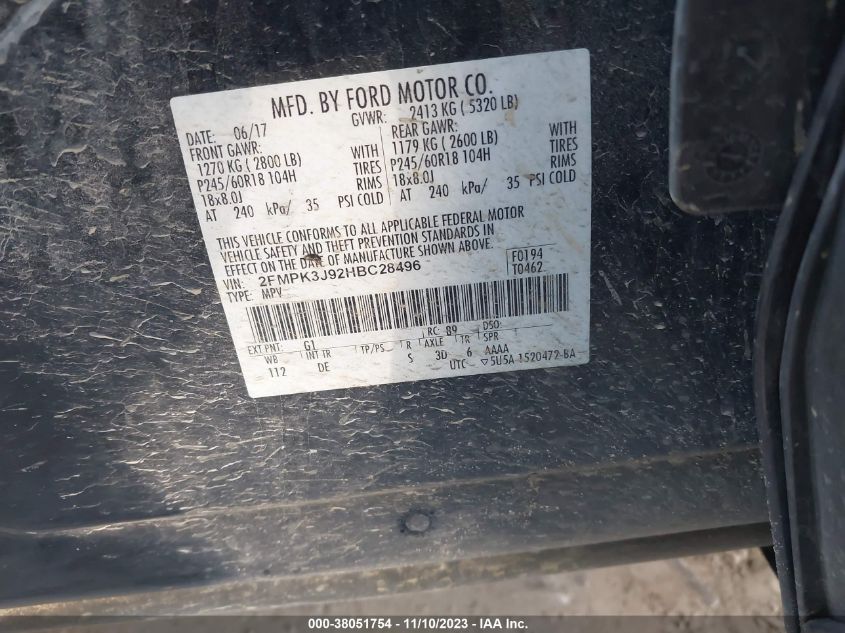 MFD. BY FORD MOTOR CO.
DATE: 06/17 GVWR: 2413 KG ( 5320 LB)
FRONT GAWR: REAR GAWR:
1270 KG ( 2800 LB) WITH 1179 KG ( 2600 LB) WITH
P245/60R18 104H TIRES P245/60R18 104H TIRES
18x8.0J RIMS 18x8.0J RIMS
AT 240 kPa/ 35 PSI COLD AT 240 kPa/ 35 PSI COLD
THIS VEHICLE CONFORMS TO ALL APPLICABLE FEDERAL MOTOR
VEHICLE SAFETY AND THEFT PREVENTION STANDARDS IN
EFFECT ON THE DATE OF MANUFACTURE SHOWN ABOVE.
VIN: 2FMPK3J92HBC28496 F0194
TYPE: MPV T0462
EXT PNT: G1 RC: 89 DSO:
WB INT TR TP/PS R AXLE TR SPR
112 DE S 3D 6 AAAA
UTC ▽5U5A 1520472 BA
000-38051754 — 11/10/2023 — IAA Inc.